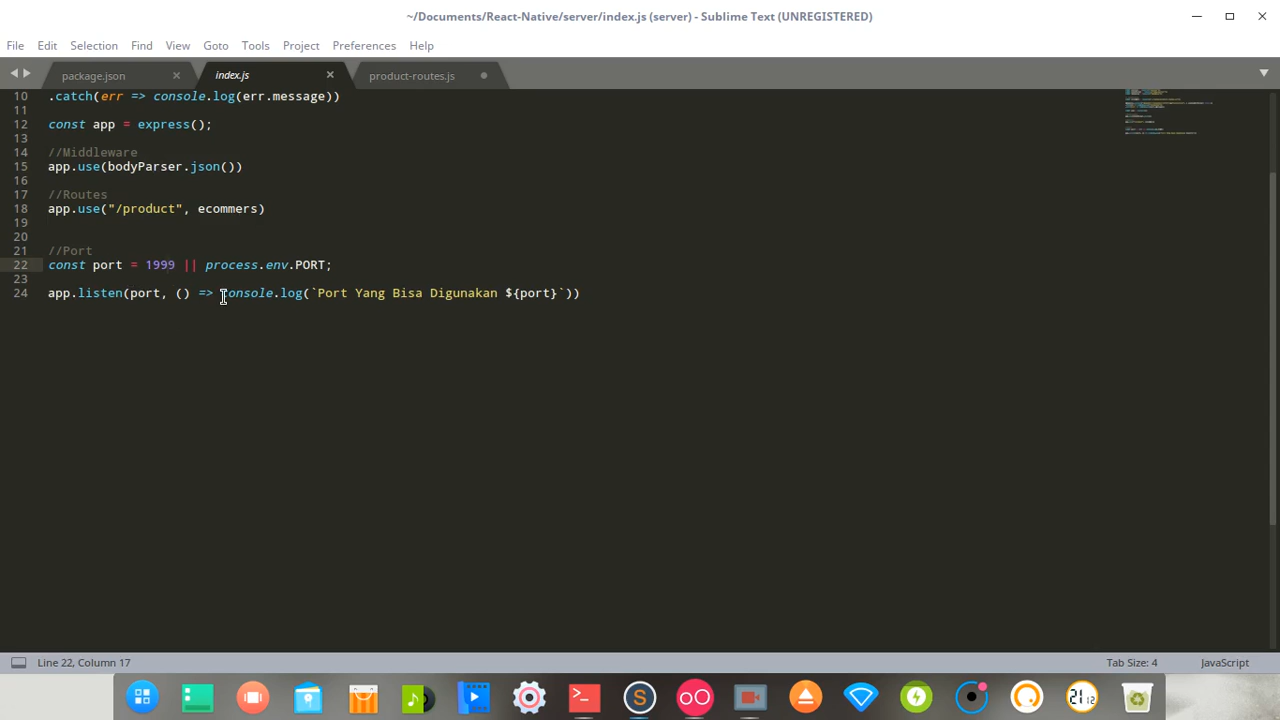 ~/Documents/React-Native/server/index.js (server) - Sublime Text (UNREGISTERED)
File Edit Selection Find View Goto Tools Project Preferences Help
package.json index.js product-routes.js
10 .catch(err => console.log(err.message))
11
12 const app = express();
13
14 //Middleware
15 app.use(bodyParser.json())
16
17 //Routes
18 app.use("/product", ecommers)
19
20
21 //Port
22 const port = 1999 || process.env.PORT;
23
24 app.listen(port, () => console.log(`Port Yang Bisa Digunakan ${port}`))
Line 22, Column 17 Tab Size: 4 JavaScript